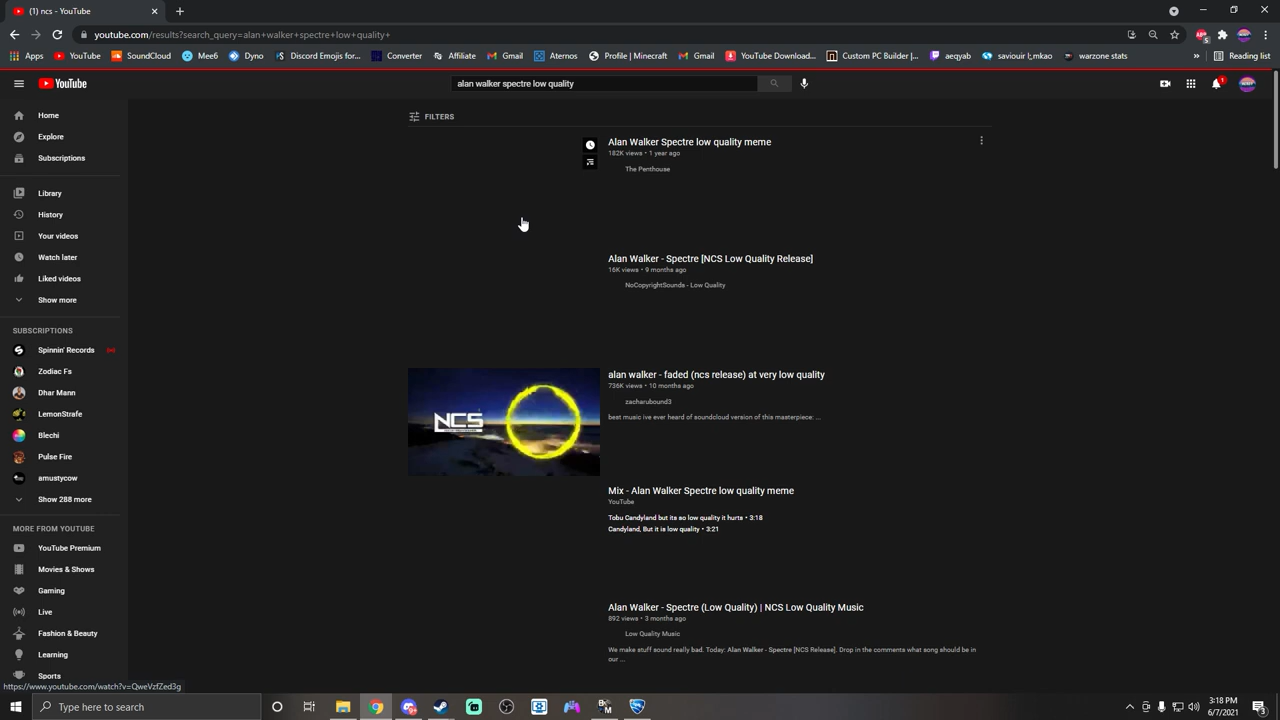 (1) ncs - YouTube
youtube.com/results?search_query=alan+walker+spectre+low+quality+
Apps YouTube SoundCloud Mee6 Dyno Discord Emojis for... Converter Affiliate Gmail Aternos Profile | Minecraft Gmail YouTube Download... Custom PC Builder |... aeqyab warzone stats » Reading list
YouTube alan walker spectre low quality 1
Home
Explore
Subscriptions
Library
History
Your videos
Watch later
Liked videos
Show more
SUBSCRIPTIONS
Spinnin' Records
Zodiac Fs
Dhar Mann
LemonStrafe
Blechi
Pulse Fire
amustycow
Show 288 more
MORE FROM YOUTUBE
YouTube Premium
Movies & Shows
Gaming
Live
Fashion & Beauty
Learning
Sports
FILTERS
Alan Walker Spectre low quality meme
182K views • 1 year ago
The Penthouse
Alan Walker - Spectre [NCS Low Quality Release]
16K views • 9 months ago
NoCopyrightSounds - Low Quality
NCS
alan walker - faded (ncs release) at very low quality
736K views • 10 months ago
zacharubound3
best music ive ever heard of soundcloud version of this masterpiece: ...
Mix - Alan Walker Spectre low quality meme
YouTube
Tobu Candyland but its so low quality it hurts • 3:18
Candyland, But it is low quality • 3:21
Alan Walker - Spectre (Low Quality) | NCS Low Quality Music
892 views • 3 months ago
Low Quality Music
We make stuff sound really bad. Today: Alan Walker - Spectre [NCS Release]. Drop in the comments what song should be in
our ...
https://www.youtube.com/watch?v=QweVzfZed3g
Type here to search
3:18 PM
6/7/2021